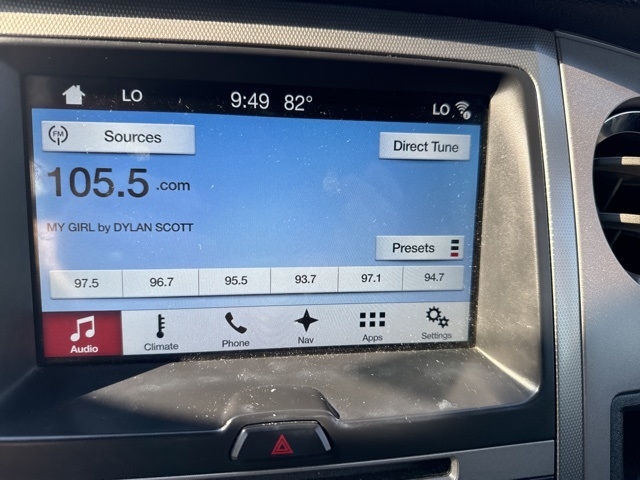 LO 9:49 82° LO
FM Sources Direct Tune
105.5 .com
MY GIRL by DYLAN SCOTT
Presets
97.5 96.7 95.5 93.7 97.1 94.7
Audio Climate Phone Nav Apps Settings